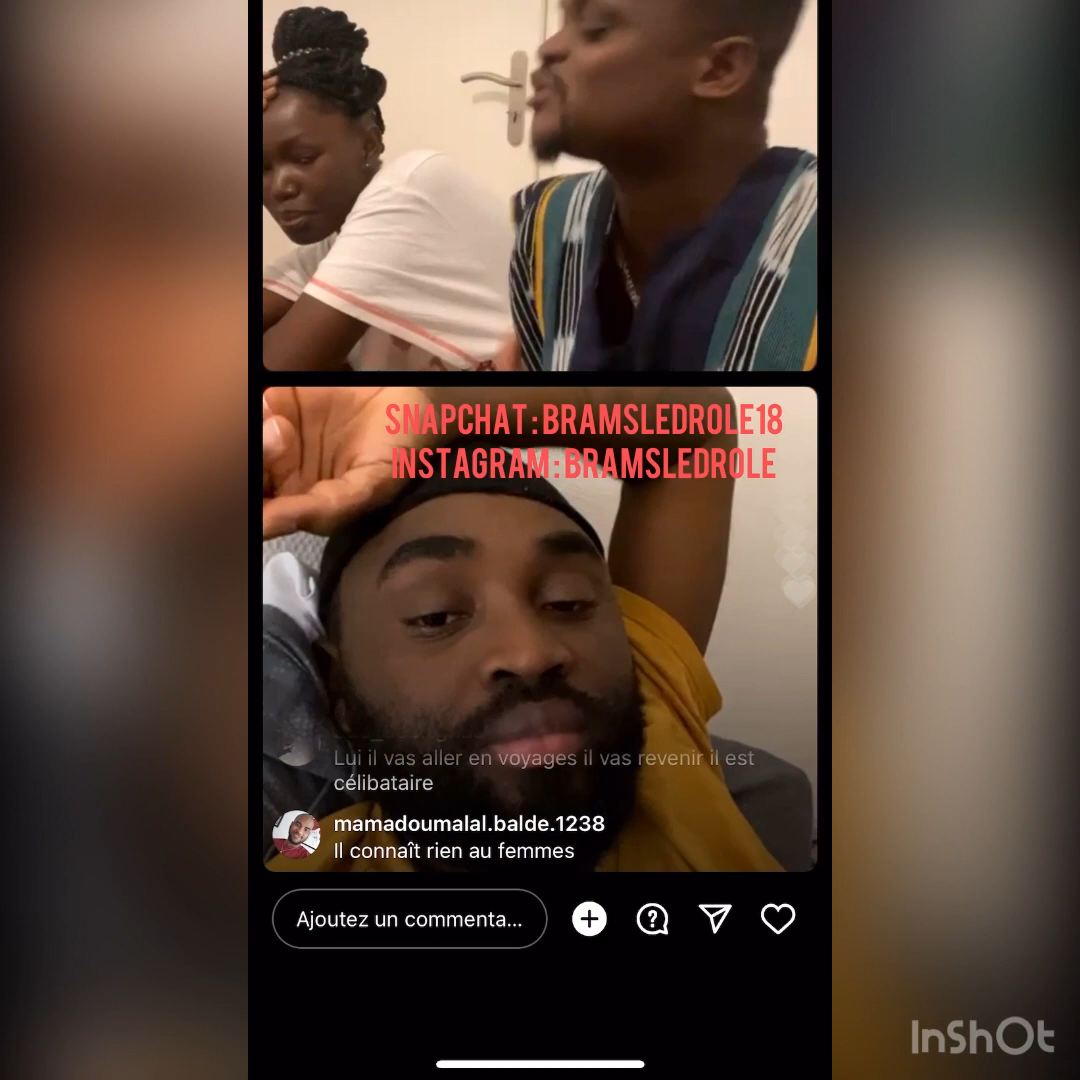 SNAPCHAT : BRAMSLEDROLE18
INSTAGRAM : BRAMSLEDROLE
Lui il vas aller en voyages il vas revenir il est
célibataire
mamadoumalal.balde.1238
Il connaît rien au femmes
Ajoutez un commenta...
InShOt